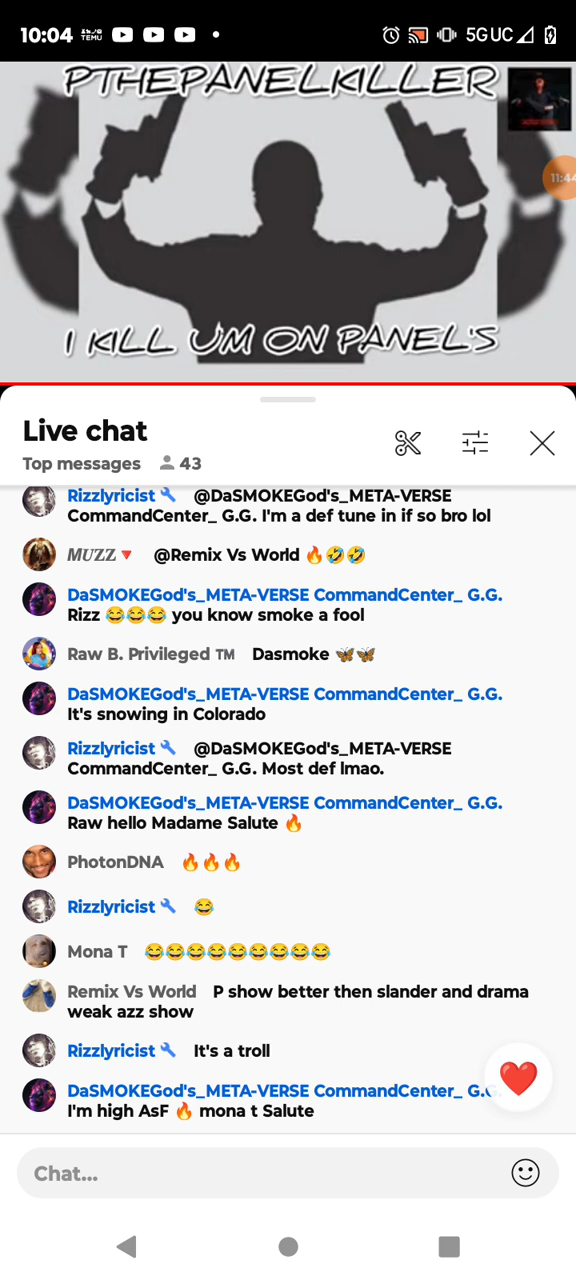 10:04 TEMU 5G UC
PTHEPANELKILLER
11:44
I KILL UM ON PANEL'S
Live chat
Top messages 43
Rizzlyricist 🔧 @DaSMOKEGod's_META-VERSE
CommandCenter_ G.G. I'm a def tune in if so bro lol
MUZZ🔻 @Remix Vs World 🔥🤣🤣
DaSMOKEGod's_META-VERSE CommandCenter_ G.G.
Rizz 😂😂😂 you know smoke a fool
Raw B. Privileged ™️ Dasmoke 🦋🦋
DaSMOKEGod's_META-VERSE CommandCenter_ G.G.
It's snowing in Colorado
Rizzlyricist 🔧 @DaSMOKEGod's_META-VERSE
CommandCenter_ G.G. Most def lmao.
DaSMOKEGod's_META-VERSE CommandCenter_ G.G.
Raw hello Madame Salute 🔥
PhotonDNA 🔥🔥🔥
Rizzlyricist 🔧 😂
Mona T 😂😂😂😂😂😂😂😂😂
Remix Vs World P show better then slander and drama
weak azz show
Rizzlyricist 🔧 It's a troll
DaSMOKEGod's_META-VERSE CommandCenter_ G.G.
I'm high AsF 🔥 mona t Salute
Chat...